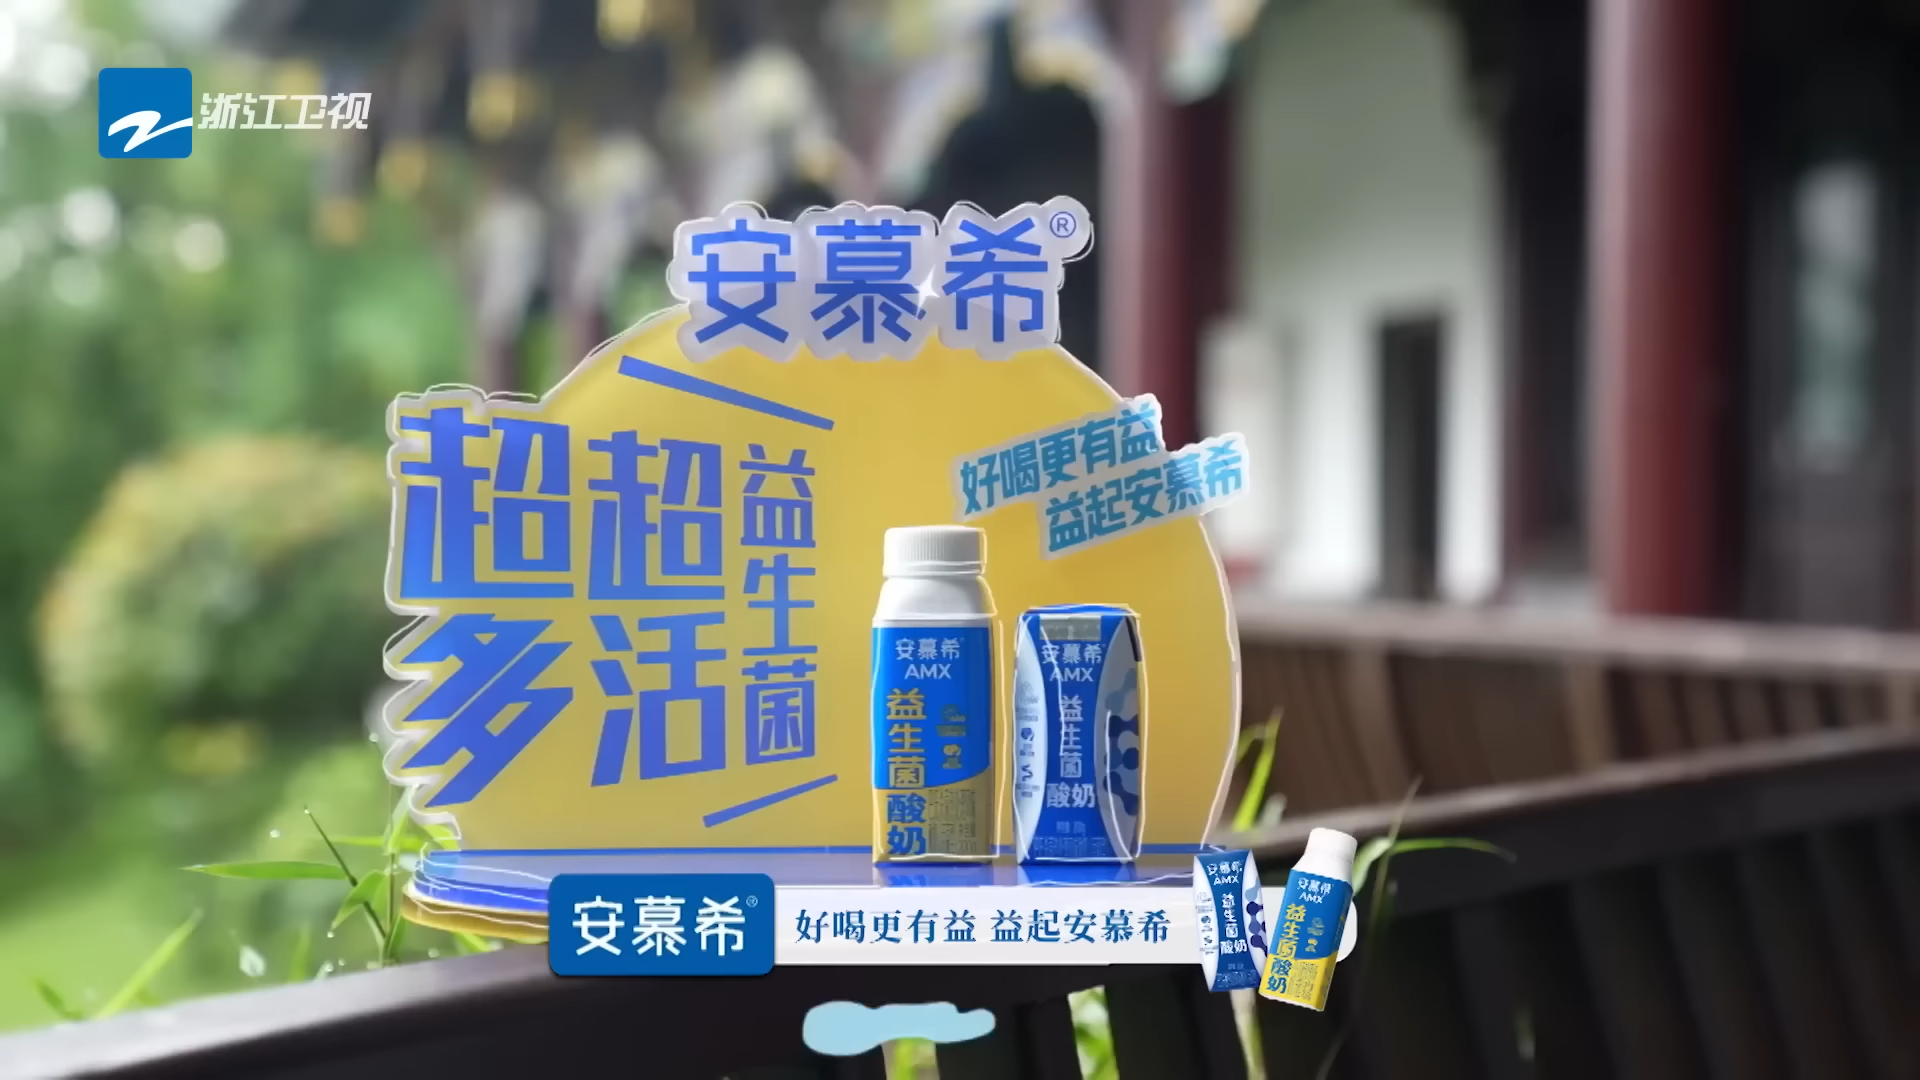 浙江卫视
安慕希®
超超益生菌
多活
好喝更有益
益起安慕希
安慕希
AMX
益生菌
酸奶
安慕希
AMX
益生菌
酸奶
安慕希®
好喝更有益 益起安慕希
安慕希
AMX
益生菌
酸奶
安慕希
AMX
益生菌
酸奶